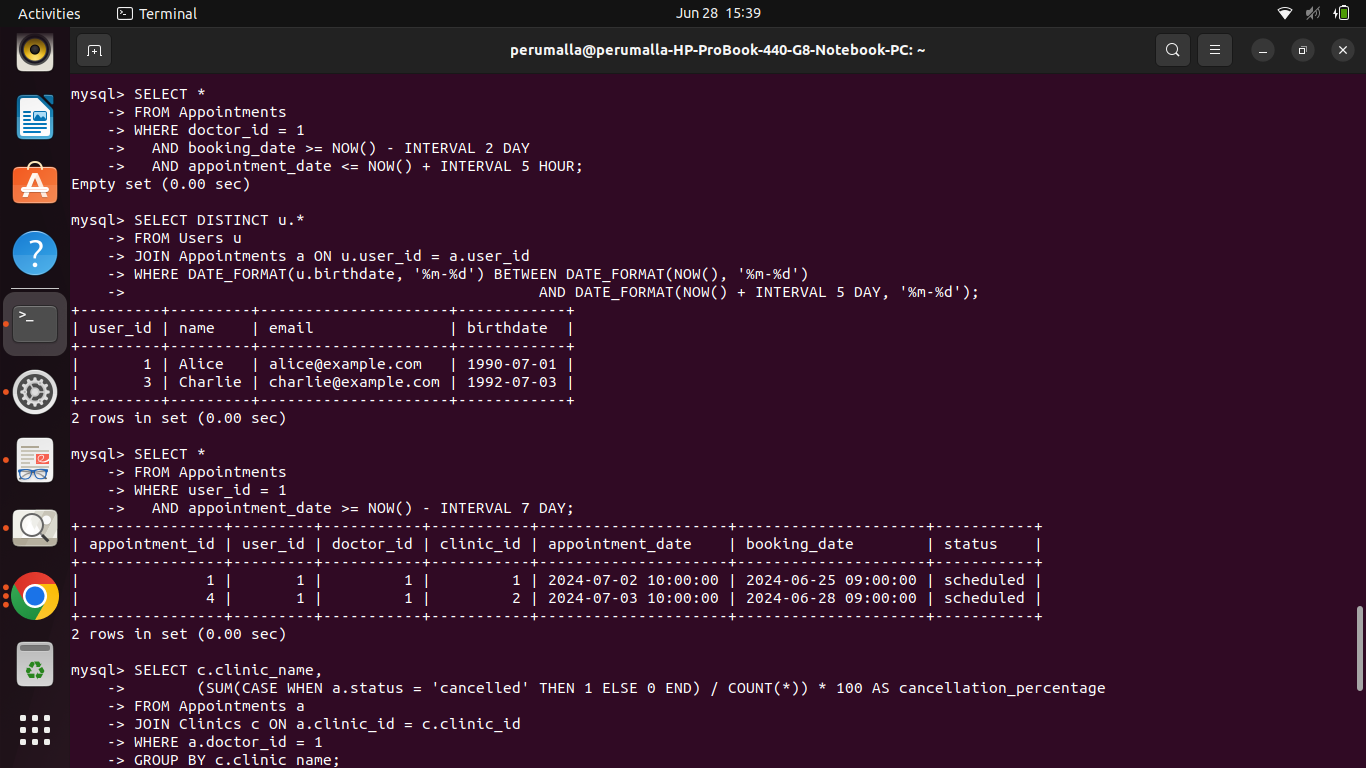 Activities
Terminal
Jun 28 15:39
perumalla@perumalla-HP-ProBook-440-G8-Notebook-PC: ~
mysql> SELECT *
    -> FROM Appointments
    -> WHERE doctor_id = 1
    ->   AND booking_date >= NOW() - INTERVAL 2 DAY
    ->   AND appointment_date <= NOW() + INTERVAL 5 HOUR;
Empty set (0.00 sec)
mysql> SELECT DISTINCT u.*
    -> FROM Users u
    -> JOIN Appointments a ON u.user_id = a.user_id
    -> WHERE DATE_FORMAT(u.birthdate, '%m-%d') BETWEEN DATE_FORMAT(NOW(), '%m-%d')
    ->                                              AND DATE_FORMAT(NOW() + INTERVAL 5 DAY, '%m-%d');
+---------+---------+---------------------+------------+
| user_id | name    | email               | birthdate  |
+---------+---------+---------------------+------------+
|       1 | Alice   | alice@example.com   | 1990-07-01 |
|       3 | Charlie | charlie@example.com | 1992-07-03 |
+---------+---------+---------------------+------------+
2 rows in set (0.00 sec)
mysql> SELECT *
    -> FROM Appointments
    -> WHERE user_id = 1
    ->   AND appointment_date >= NOW() - INTERVAL 7 DAY;
+----------------+---------+-----------+-----------+---------------------+---------------------+-----------+
| appointment_id | user_id | doctor_id | clinic_id | appointment_date    | booking_date        | status    |
+----------------+---------+-----------+-----------+---------------------+---------------------+-----------+
|              1 |       1 |         1 |         1 | 2024-07-02 10:00:00 | 2024-06-25 09:00:00 | scheduled |
|              4 |       1 |         1 |         2 | 2024-07-03 10:00:00 | 2024-06-28 09:00:00 | scheduled |
+----------------+---------+-----------+-----------+---------------------+---------------------+-----------+
2 rows in set (0.00 sec)
mysql> SELECT c.clinic_name,
    ->        (SUM(CASE WHEN a.status = 'cancelled' THEN 1 ELSE 0 END) / COUNT(*)) * 100 AS cancellation_percentage
    -> FROM Appointments a
    -> JOIN Clinics c ON a.clinic_id = c.clinic_id
    -> WHERE a.doctor_id = 1
    -> GROUP BY c.clinic_name;